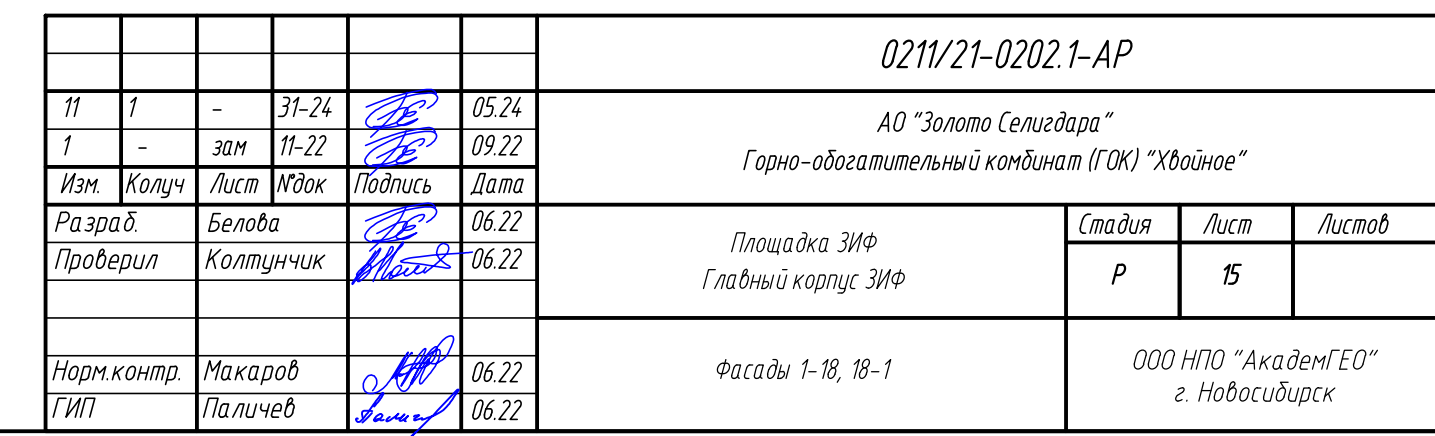 0211/21-0202.1-АР
11 1 - 31-24 05.24
1 - зам 11-22 09.22
Изм. Колуч Лист №док Подпись Дата
АО "Золото Селигдара"
Горно-обогатительный комбинат (ГОК) "Хвойное"
Разраб. Белова 06.22
Проверил Колтунчик 06.22
Норм.контр. Макаров 06.22
ГИП Паличев 06.22
Площадка ЗИФ
Главный корпус ЗИФ
Стадия Лист Листов
Р 15
Фасады 1-18, 18-1
ООО НПО "АкадемГЕО"
г. Новосибирск